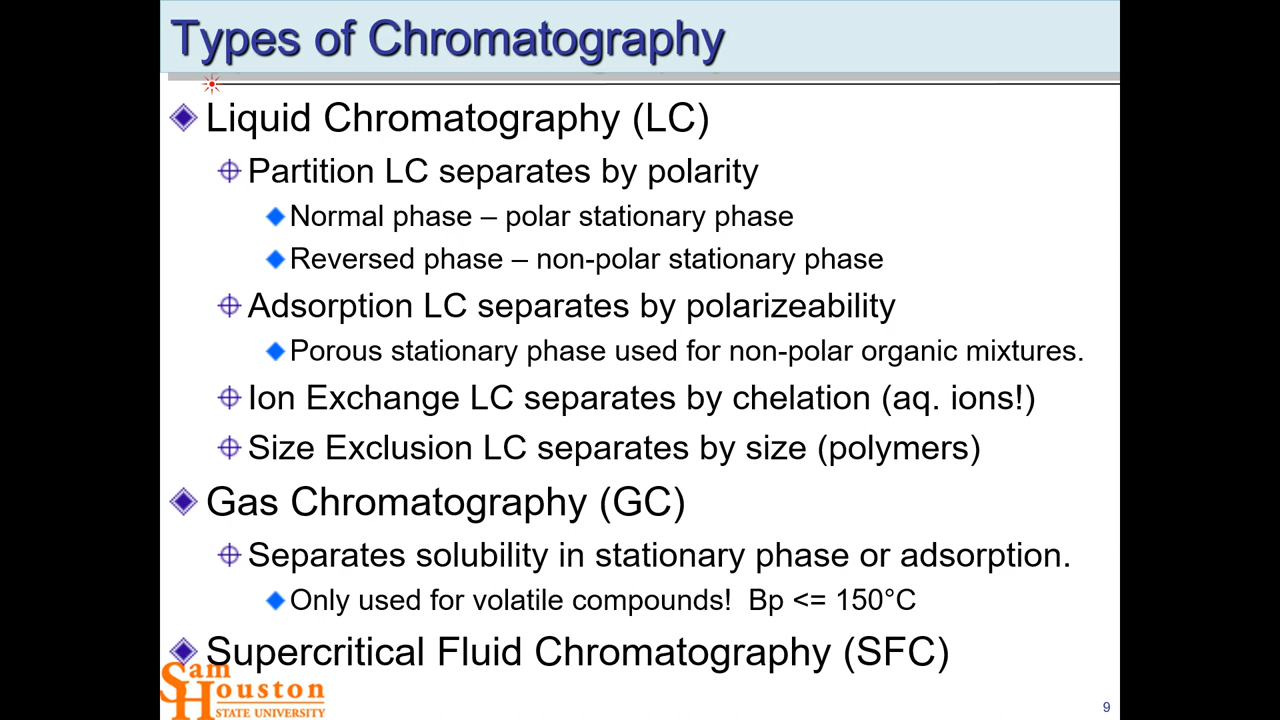 Types of Chromatography
Liquid Chromatography (LC)
Partition LC separates by polarity
Normal phase – polar stationary phase
Reversed phase – non-polar stationary phase
Adsorption LC separates by polarizeability
Porous stationary phase used for non-polar organic mixtures.
Ion Exchange LC separates by chelation (aq. ions!)
Size Exclusion LC separates by size (polymers)
Gas Chromatography (GC)
Separates solubility in stationary phase or adsorption.
Only used for volatile compounds! Bp <= 150°C
Supercritical Fluid Chromatography (SFC)
Sam
Houston
STATE UNIVERSITY
9